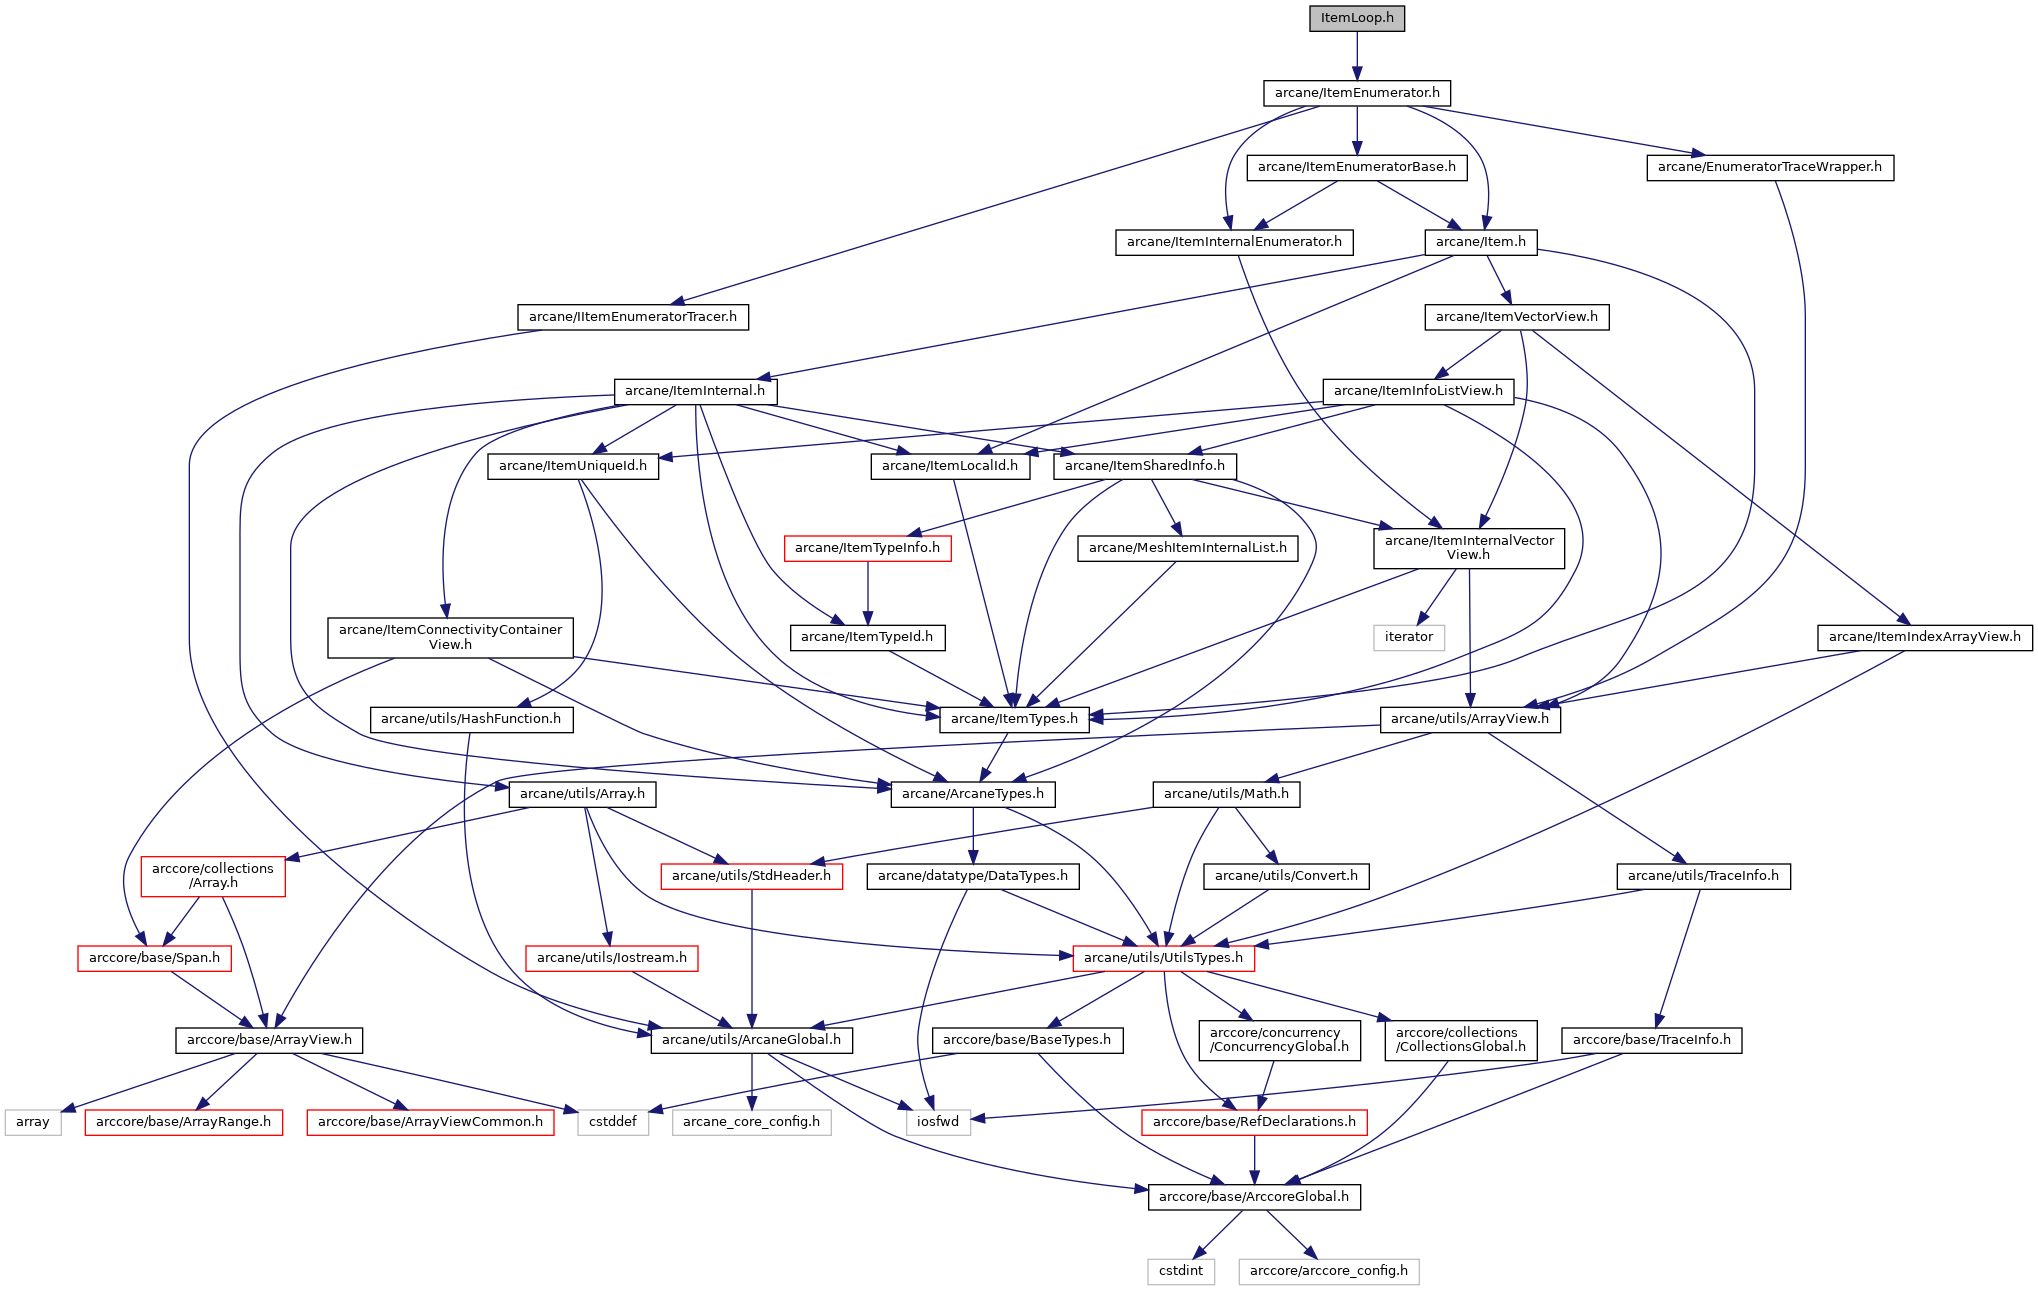 ItemLoop.h
arcane/ItemEnumerator.h
arcane/ItemEnumeratorBase.h
arcane/EnumeratorTraceWrapper.h
arcane/ItemInternalEnumerator.h
arcane/Item.h
arcane/IItemEnumeratorTracer.h
arcane/ItemVectorView.h
arcane/ItemInternal.h
arcane/ItemInfoListView.h
arcane/ItemUniqueId.h
arcane/ItemLocalId.h
arcane/ItemSharedInfo.h
arcane/ItemTypeInfo.h
arcane/MeshItemInternalList.h
arcane/ItemInternalVector
View.h
arcane/ItemConnectivityContainer
View.h
arcane/ItemTypeId.h
iterator
arcane/ItemIndexArrayView.h
arcane/utils/HashFunction.h
arcane/ItemTypes.h
arcane/utils/ArrayView.h
arcane/utils/Array.h
arcane/ArcaneTypes.h
arcane/utils/Math.h
arccore/collections
/Array.h
arcane/utils/StdHeader.h
arcane/datatype/DataTypes.h
arcane/utils/Convert.h
arcane/utils/TraceInfo.h
arccore/base/Span.h
arcane/utils/Iostream.h
arcane/utils/UtilsTypes.h
arccore/base/ArrayView.h
arcane/utils/ArcaneGlobal.h
arccore/base/BaseTypes.h
arccore/concurrency
/ConcurrencyGlobal.h
arccore/collections
/CollectionsGlobal.h
arccore/base/TraceInfo.h
array
arccore/base/ArrayRange.h
arccore/base/ArrayViewCommon.h
cstddef
arcane_core_config.h
iosfwd
arccore/base/RefDeclarations.h
arccore/base/ArccoreGlobal.h
cstdint
arccore/arccore_config.h